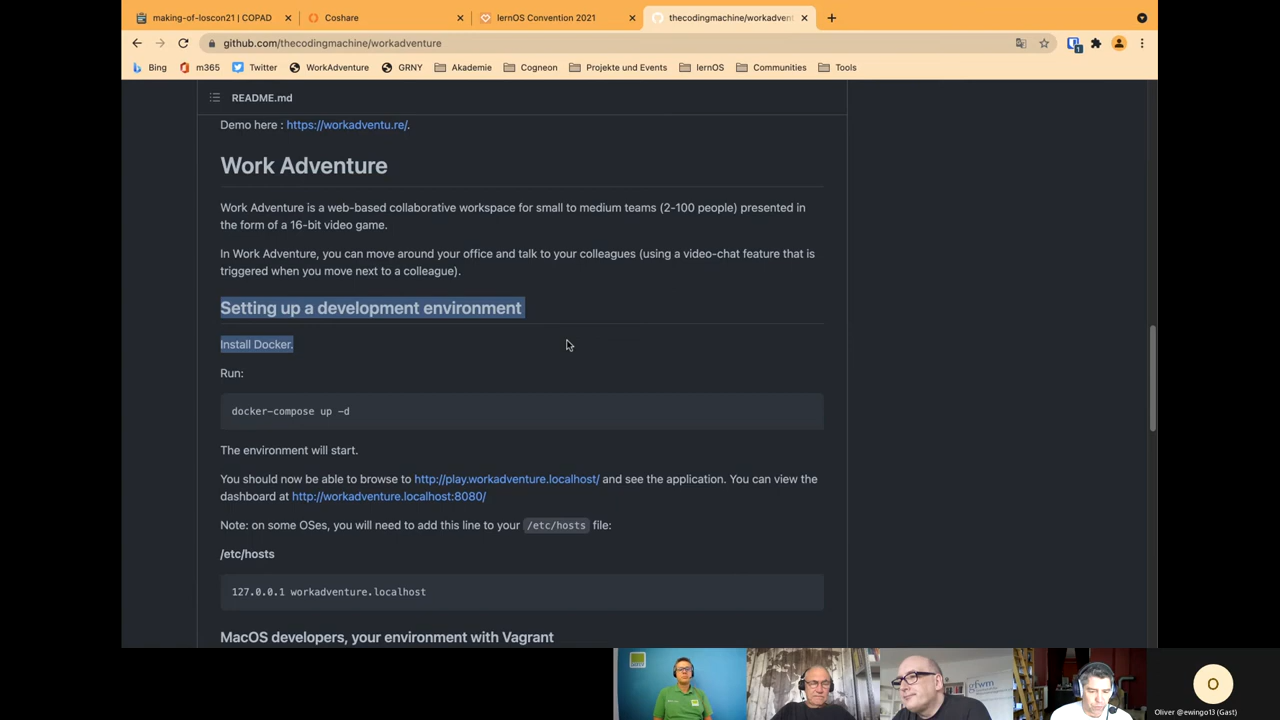 making-of-loscon21 | COPAD
Coshare
lernOS Convention 2021
thecodingmachine/workadvent
github.com/thecodingmachine/workadventure
1
Bing
m365
Twitter
WorkAdventure
GRNY
Akademie
Cogneon
Projekte und Events
lernOS
Communities
Tools
README.md
Demo here : https://workadventu.re/.
Work Adventure
Work Adventure is a web-based collaborative workspace for small to medium teams (2-100 people) presented in
the form of a 16-bit video game.
In Work Adventure, you can move around your office and talk to your colleagues (using a video-chat feature that is
triggered when you move next to a colleague).
Setting up a development environment
Install Docker.
Run:
docker-compose up -d
The environment will start.
You should now be able to browse to http://play.workadventure.localhost/ and see the application. You can view the
dashboard at http://workadventure.localhost:8080/
Note: on some OSes, you will need to add this line to your /etc/hosts file:
/etc/hosts
127.0.0.1 workadventure.localhost
MacOS developers, your environment with Vagrant
gfwm
O
Oliver @ewingo13 (Gast)